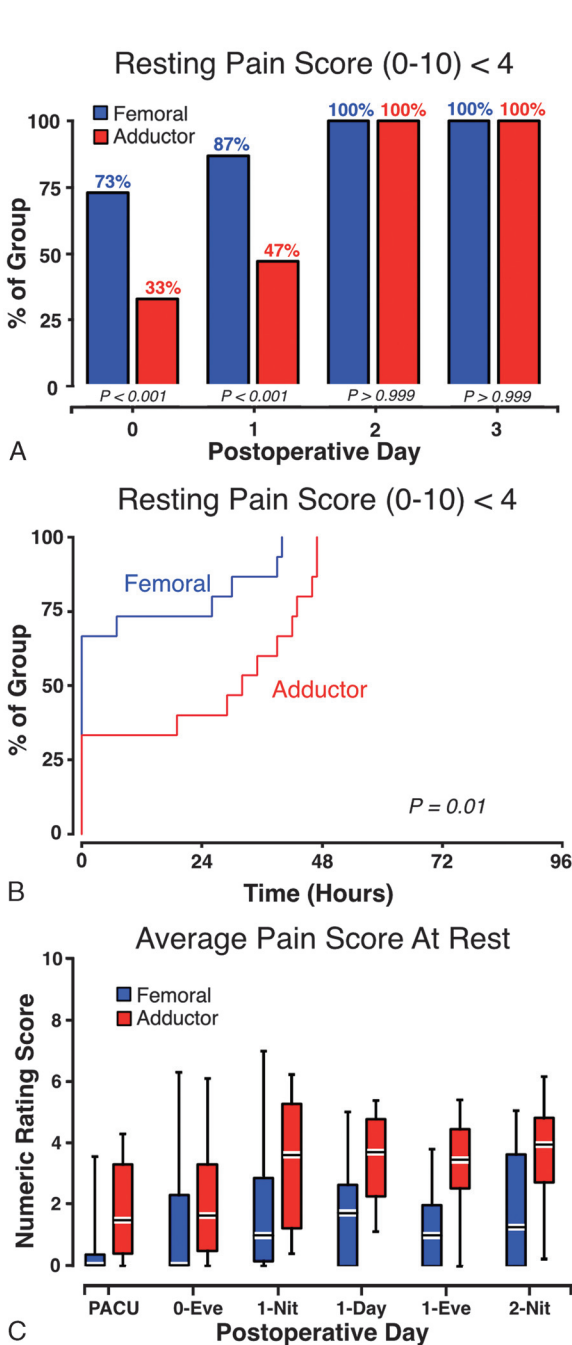 Resting Pain Score (0-10) < 4
Femoral
Adductor
% of Group
100
75
50
25
0
73%
33%
87%
47%
100%
100%
100%
100%
P < 0.001
P < 0.001
P > 0.999
P > 0.999
0
1
2
3
Postoperative Day
A
Resting Pain Score (0-10) < 4
% of Group
100
75
50
25
0
Femoral
Adductor
P = 0.01
0
24
48
72
96
Time (Hours)
B
Average Pain Score At Rest
Femoral
Adductor
Numeric Rating Score
10
8
6
4
2
0
PACU
0-Eve
1-Nit
1-Day
1-Eve
2-Nit
Postoperative Day
C